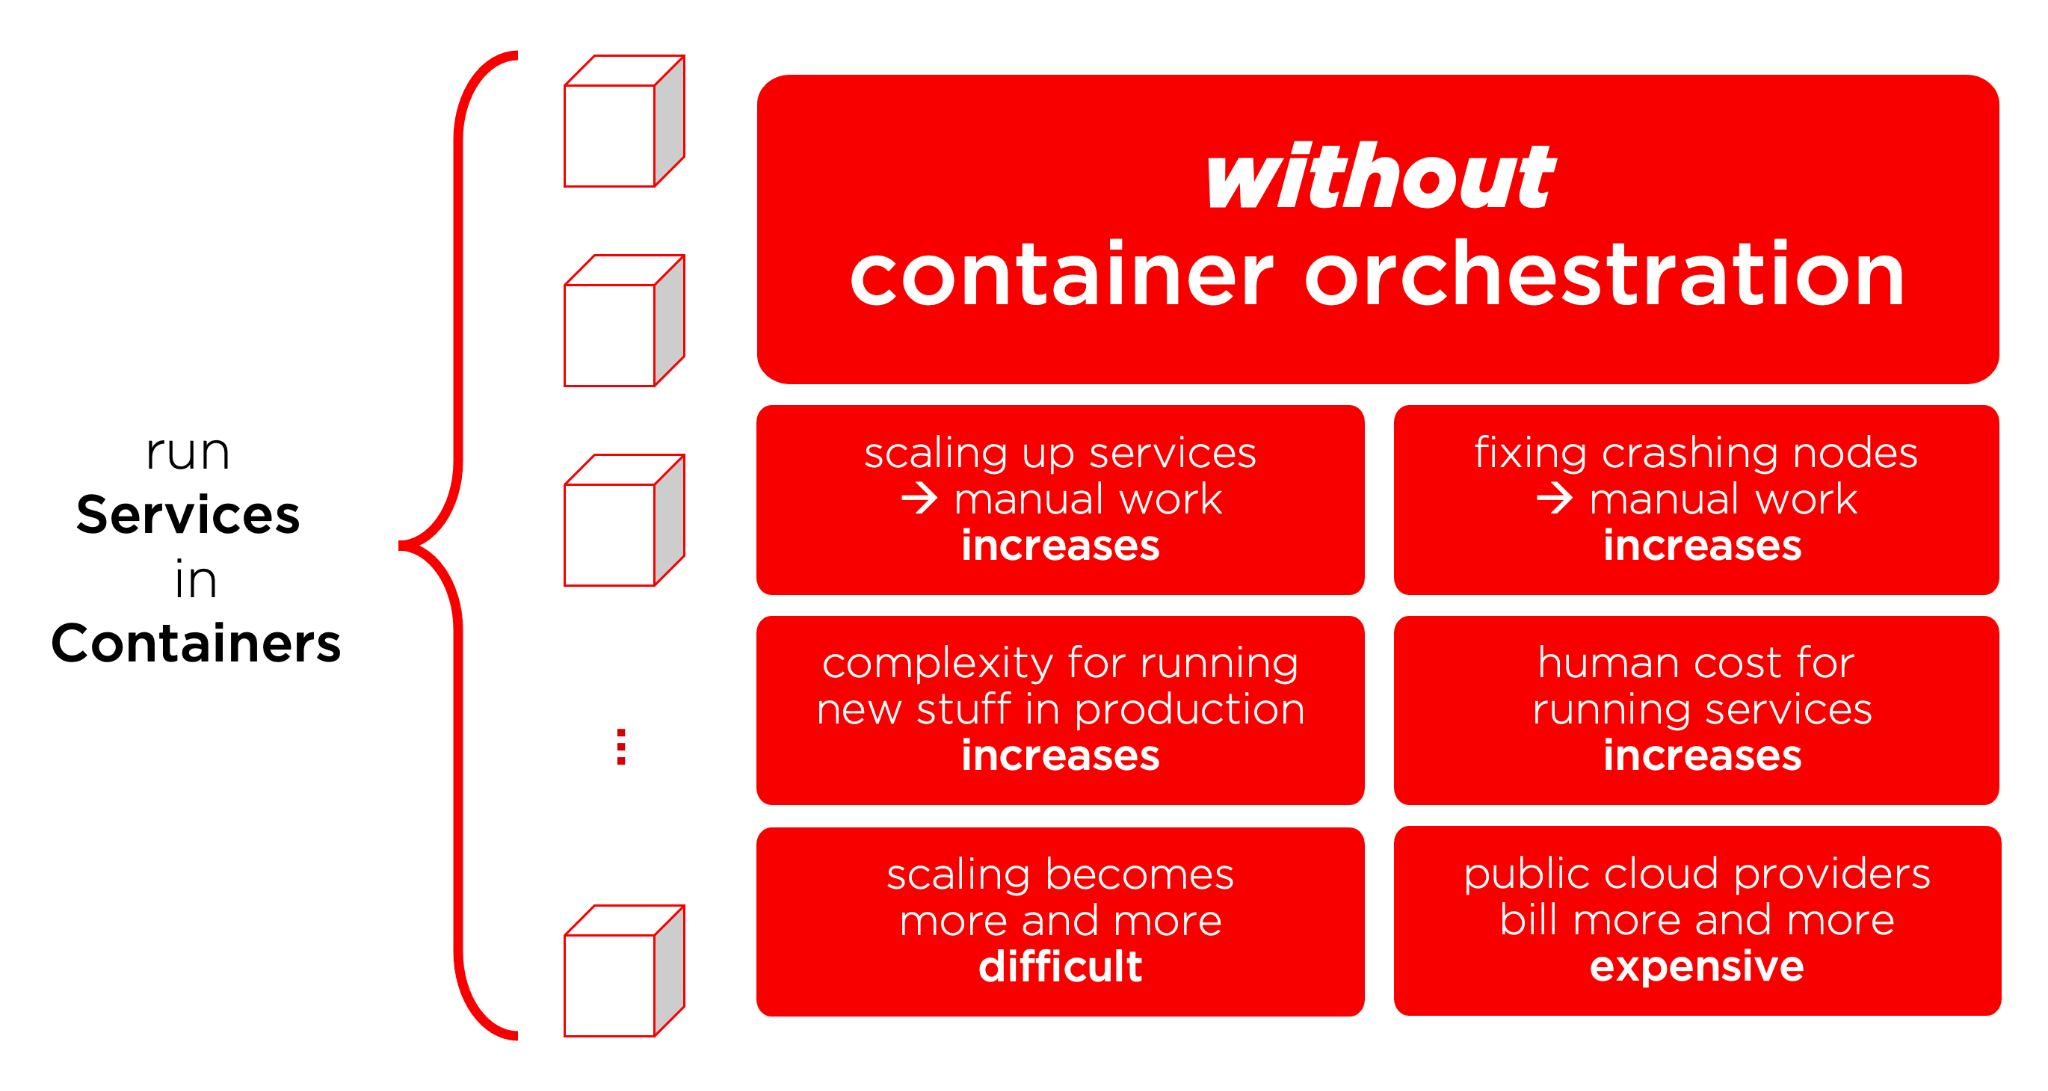 run
Services
in
Containers
without
container orchestration
scaling up services
→ manual work
increases
fixing crashing nodes
→ manual work
increases
complexity for running
new stuff in production
increases
human cost for
running services
increases
scaling becomes
more and more
difficult
public cloud providers
bill more and more
expensive